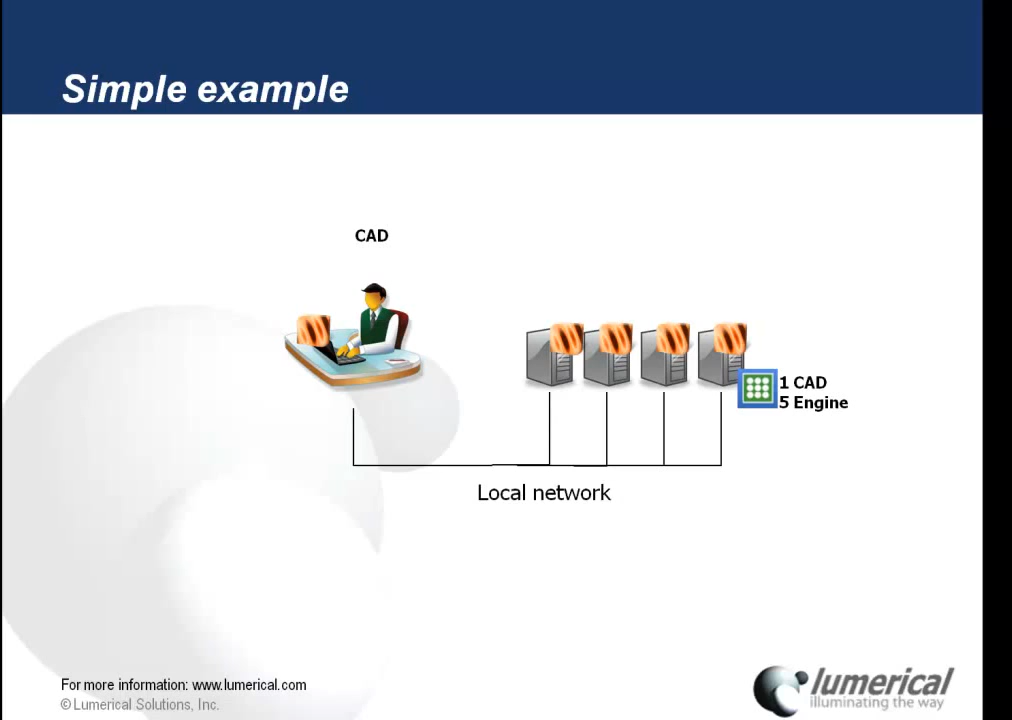 Simple example
CAD
1 CAD
5 Engine
Local network
For more information: www.lumerical.com
© Lumerical Solutions, Inc.
lumerical
illuminating the way